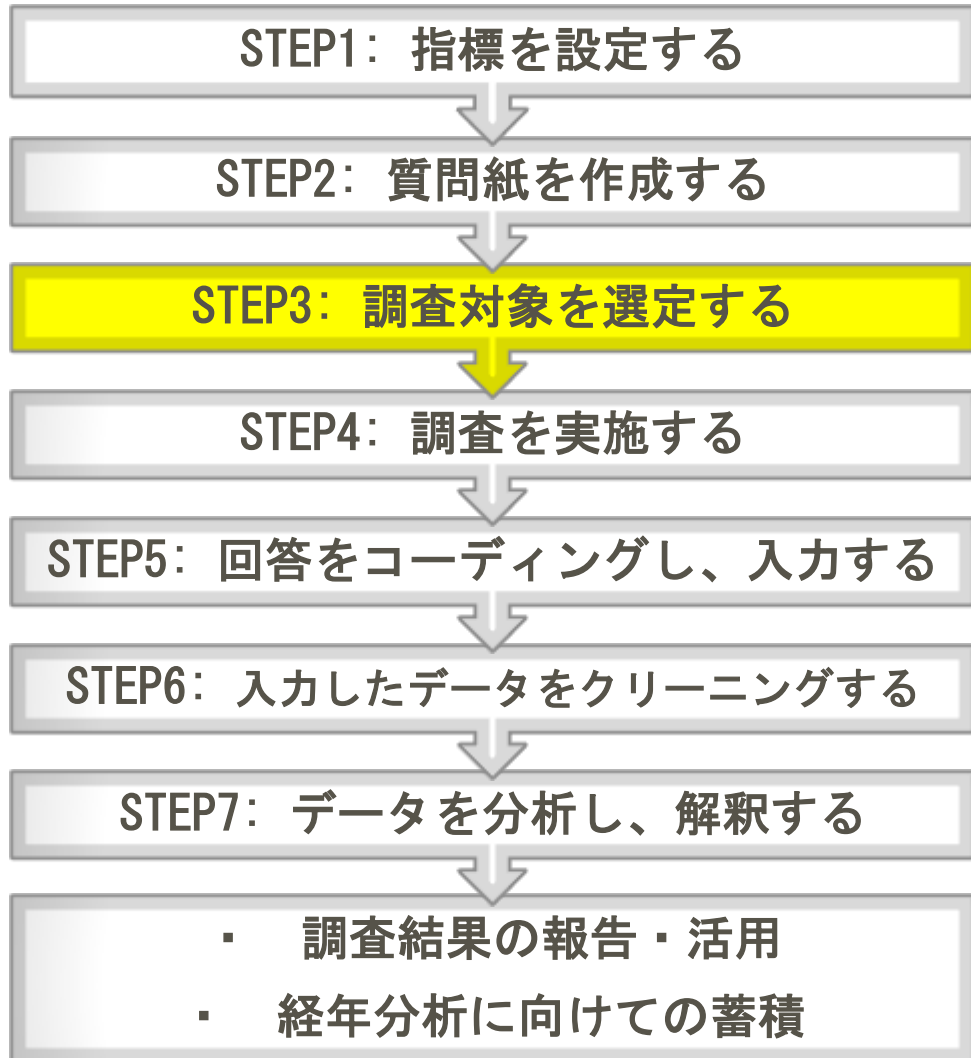 STEP1: 指標を設定する
STEP2: 質問紙を作成する
STEP3: 調査対象を選定する
STEP4: 調査を実施する
STEP5: 回答をコーディングし、入力する
STEP6: 入力したデータをクリーニングする
STEP7: データを分析し、解釈する
▪ 調査結果の報告・活用
▪ 経年分析に向けての蓄積